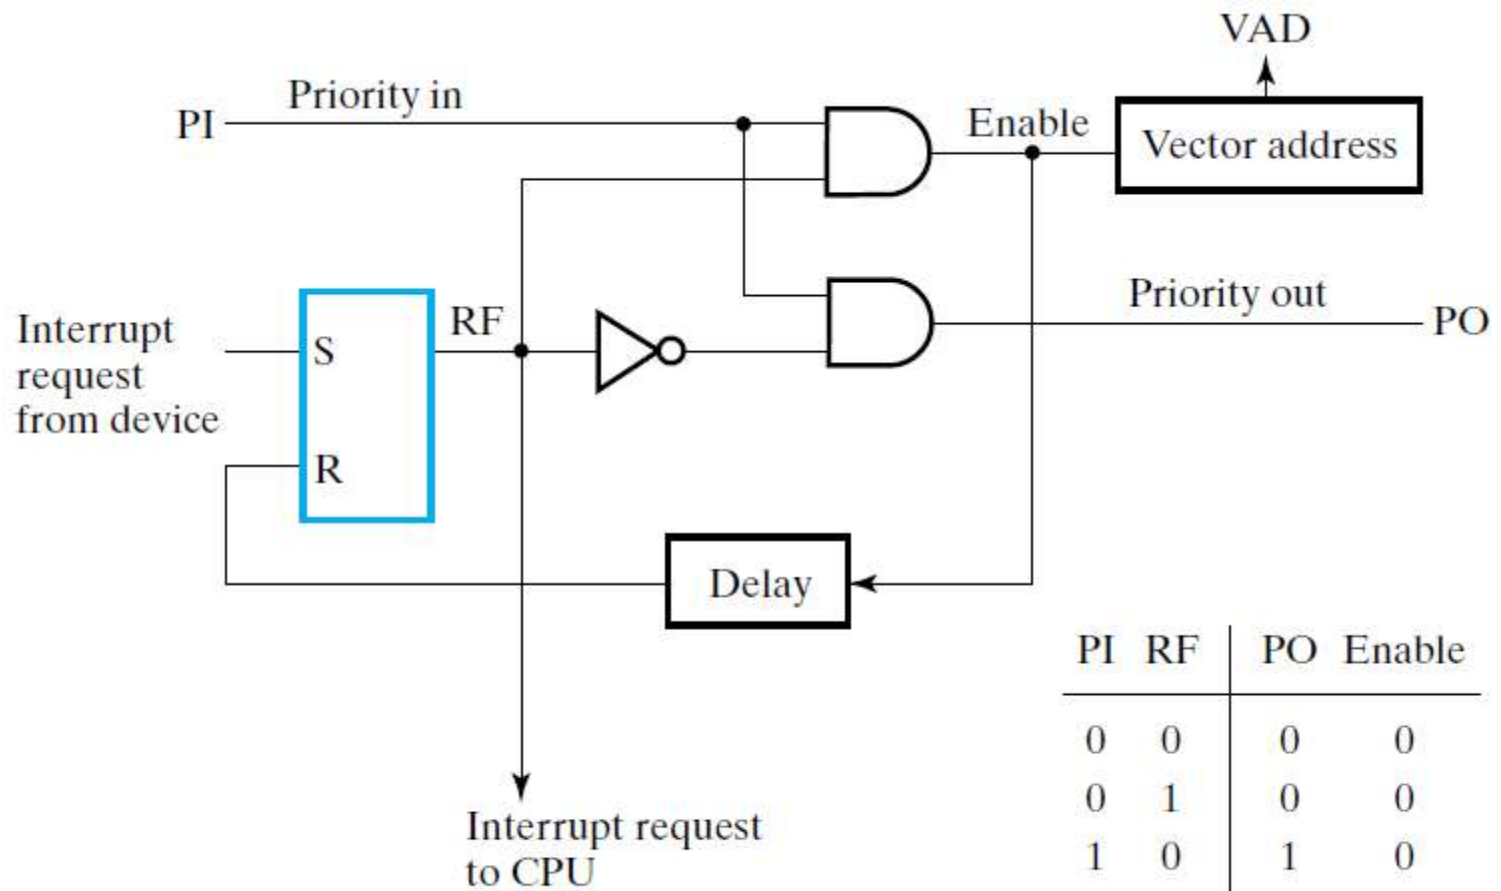 VAD
Priority in
PI
Enable
Vector address
Priority out
PO
Interrupt
request
from device
S
RF
R
Delay
PI RF PO Enable
0 0 0 0
0 1 0 0
1 0 1 0
Interrupt request
to CPU